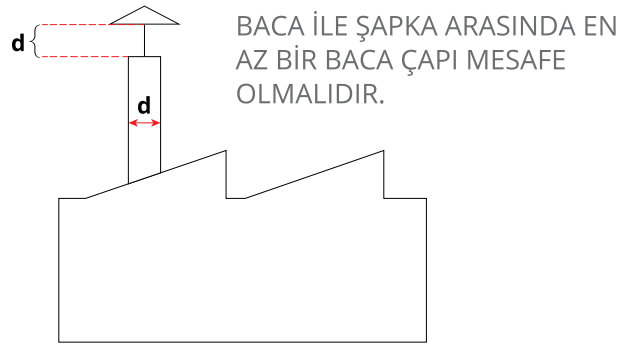 BACA İLE ŞAPKA ARASINDA EN
AZ BİR BACA ÇAPI MESAFE
OLMALIDIR.
d
d